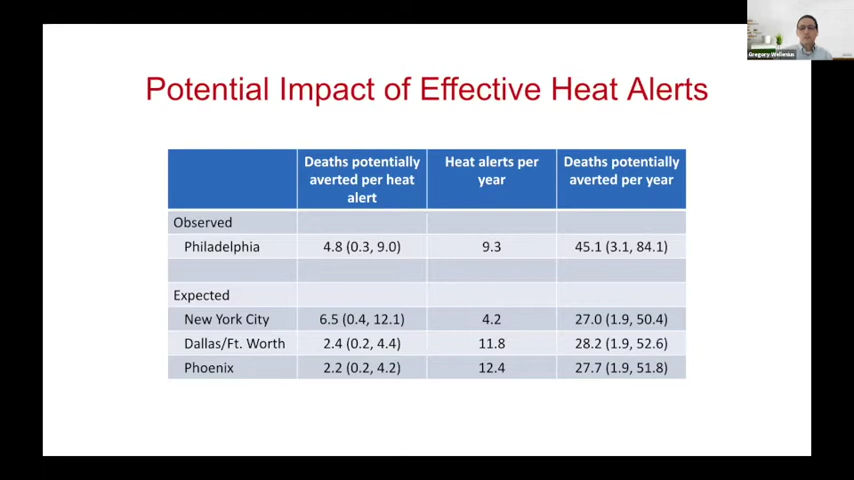 Gregory Wellenius
Potential Impact of Effective Heat Alerts
Deaths potentially averted per heat alert
Heat alerts per year
Deaths potentially averted per year
Observed
Philadelphia 4.8 (0.3, 9.0) 9.3 45.1 (3.1, 84.1)
Expected
New York City 6.5 (0.4, 12.1) 4.2 27.0 (1.9, 50.4)
Dallas/Ft. Worth 2.4 (0.2, 4.4) 11.8 28.2 (1.9, 52.6)
Phoenix 2.2 (0.2, 4.2) 12.4 27.7 (1.9, 51.8)